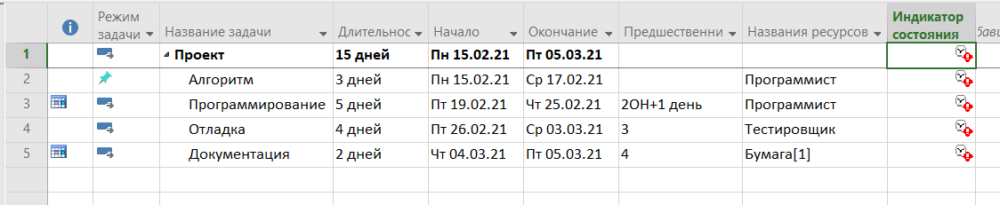 Режим задачи Название задачи Длительнос Начало Окончание Предшественни Названия ресурсов Индикатор состояния
1 Проект 15 дней Пн 15.02.21 Пт 05.03.21
2 Алгоритм 3 дней Пн 15.02.21 Ср 17.02.21 Программист
3 Программирование 5 дней Пт 19.02.21 Чт 25.02.21 2ОН+1 день Программист
4 Отладка 4 дней Пт 26.02.21 Ср 03.03.21 3 Тестировщик
5 Документация 2 дней Чт 04.03.21 Пт 05.03.21 4 Бумага[1]